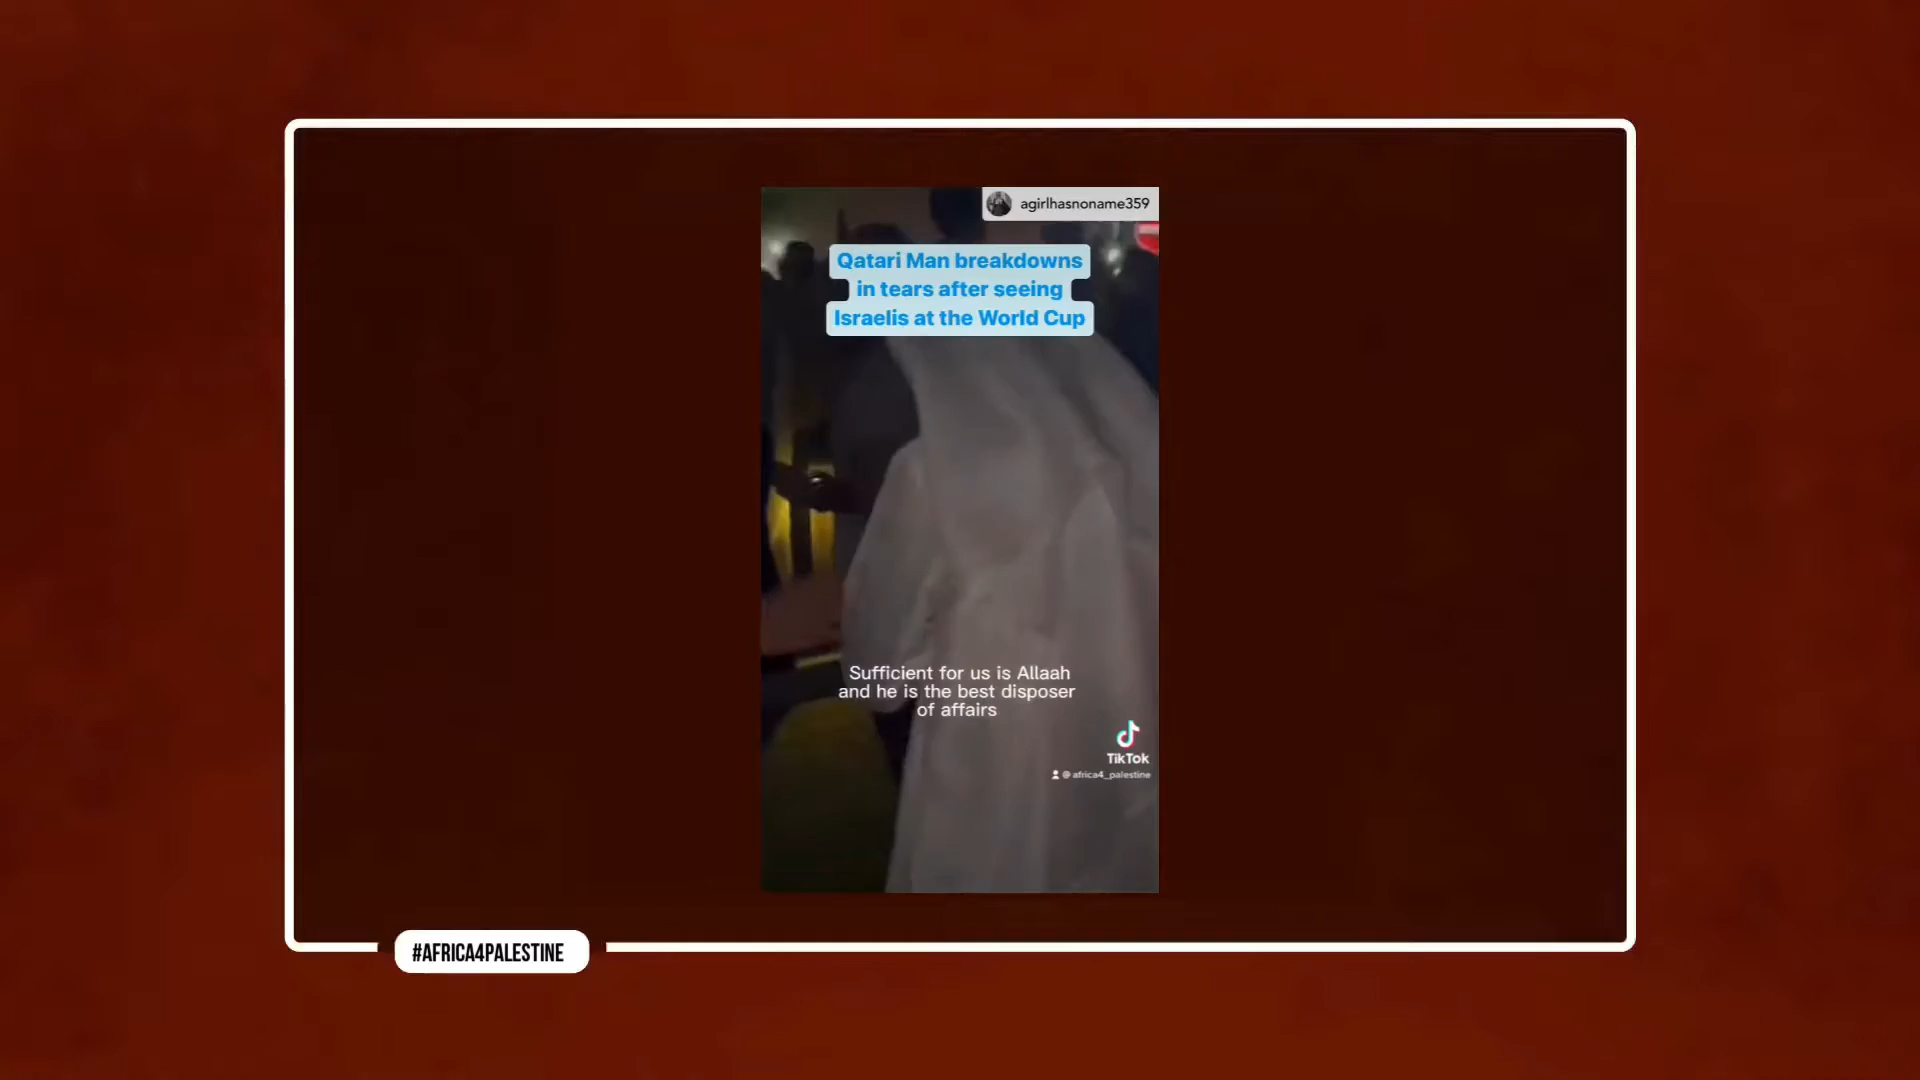 agirlhasnoname359
Qatari Man breakdowns
in tears after seeing
Israelis at the World Cup
Sufficient for us is Allaah
and he is the best disposer
of affairs
TikTok
@africa4_palestine
#AFRICA4PALESTINE